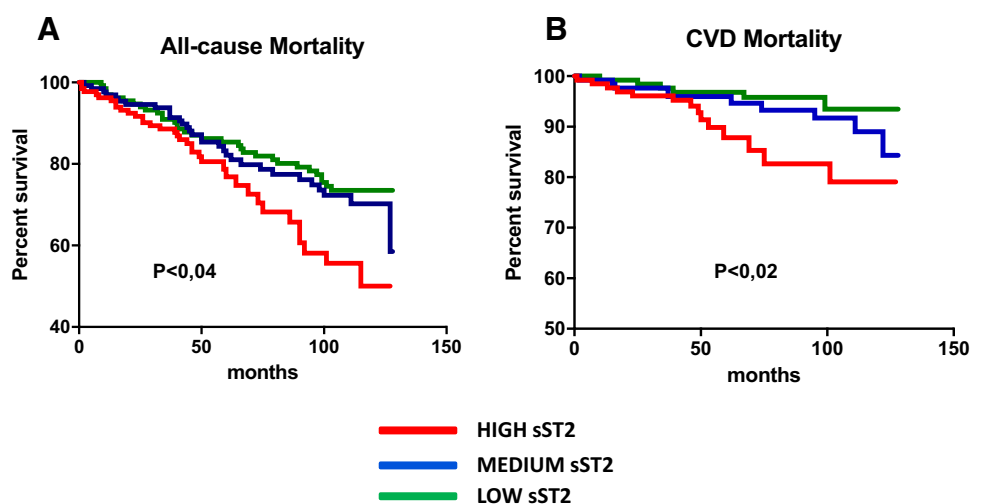 A
All-cause Mortality
Percent survival
100
80
60
40
P<0,04
0
50
100
150
months
B
CVD Mortality
Percent survival
100
90
80
70
60
50
P<0,02
0
50
100
150
months
HIGH sST2
MEDIUM sST2
LOW sST2